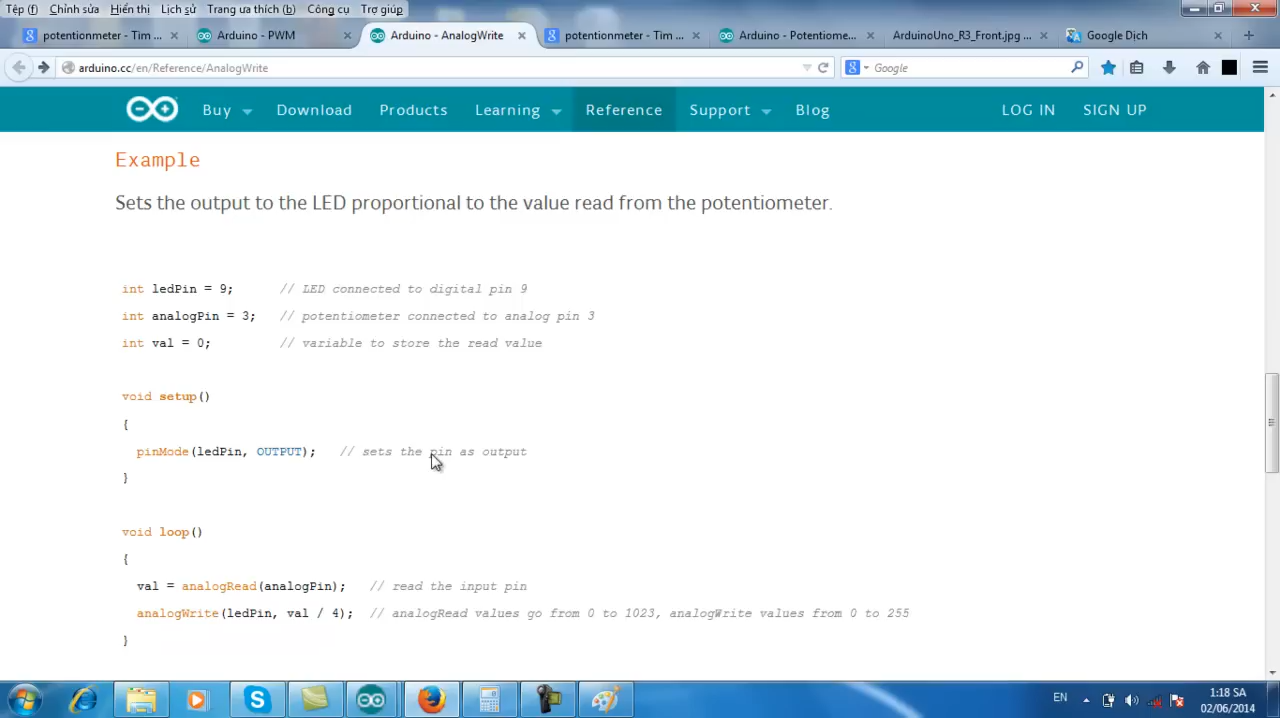 Tệp (f) Chỉnh sửa Hiển thị Lịch sử Trang ưa thích (b) Công cụ Trợ giúp
potentionmeter - Tim ... Arduino - PWM Arduino - AnalogWrite potentionmeter - Tim ... Arduino - Potentiome... ArduinoUno_R3_Front.jpg ... Google Dịch
arduino.cc/en/Reference/AnalogWrite Google
Buy Download Products Learning Reference Support Blog LOG IN SIGN UP
Example
Sets the output to the LED proportional to the value read from the potentiometer.
int ledPin = 9; // LED connected to digital pin 9
int analogPin = 3; // potentiometer connected to analog pin 3
int val = 0; // variable to store the read value
void setup()
{
pinMode(ledPin, OUTPUT); // sets the pin as output
}
void loop()
{
val = analogRead(analogPin); // read the input pin
analogWrite(ledPin, val / 4); // analogRead values go from 0 to 1023, analogWrite values from 0 to 255
}
EN 1:18 SA
02/06/2014